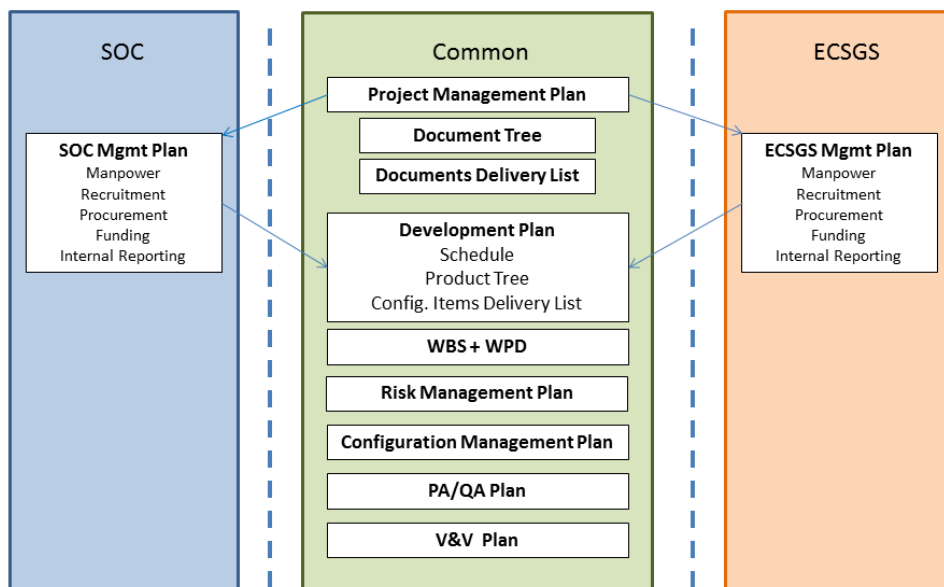 SOC
SOC Mgmt Plan
Manpower
Recruitment
Procurement
Funding
Internal Reporting
Common
Project Management Plan
Document Tree
Documents Delivery List
Development Plan
Schedule
Product Tree
Config. Items Delivery List
WBS + WPD
Risk Management Plan
Configuration Management Plan
PA/QA Plan
V&V Plan
ECSGS
ECSGS Mgmt Plan
Manpower
Recruitment
Procurement
Funding
Internal Reporting